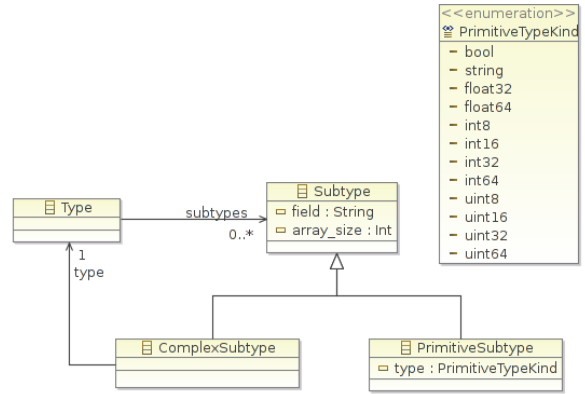 <<enumeration>>
PrimitiveTypeKind
bool
string
float32
float64
int8
int16
int32
int64
uint8
uint16
uint32
uint64
Subtype
field : String
array_size : Int
Type
subtypes
0..*
1
type
ComplexSubtype
PrimitiveSubtype
type : PrimitiveTypeKind